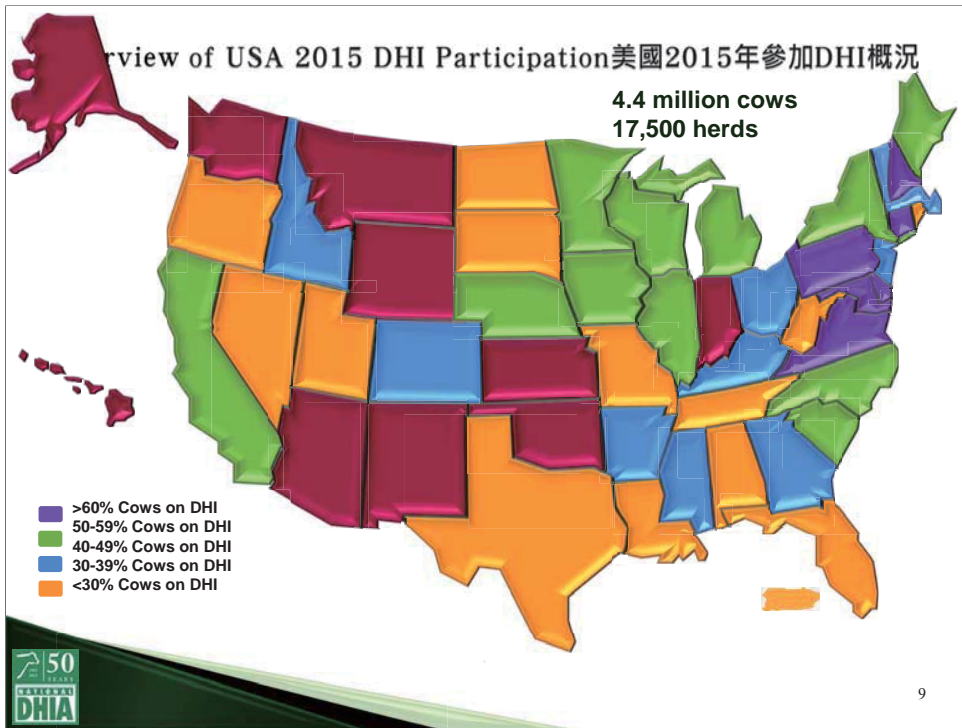 rview of USA 2015 DHI Participation美國2015年參加DHI概況
4.4 million cows
17,500 herds
>60% Cows on DHI
50-59% Cows on DHI
40-49% Cows on DHI
30-39% Cows on DHI
<30% Cows on DHI
50
YEARS
NATIONAL
DHIA
9